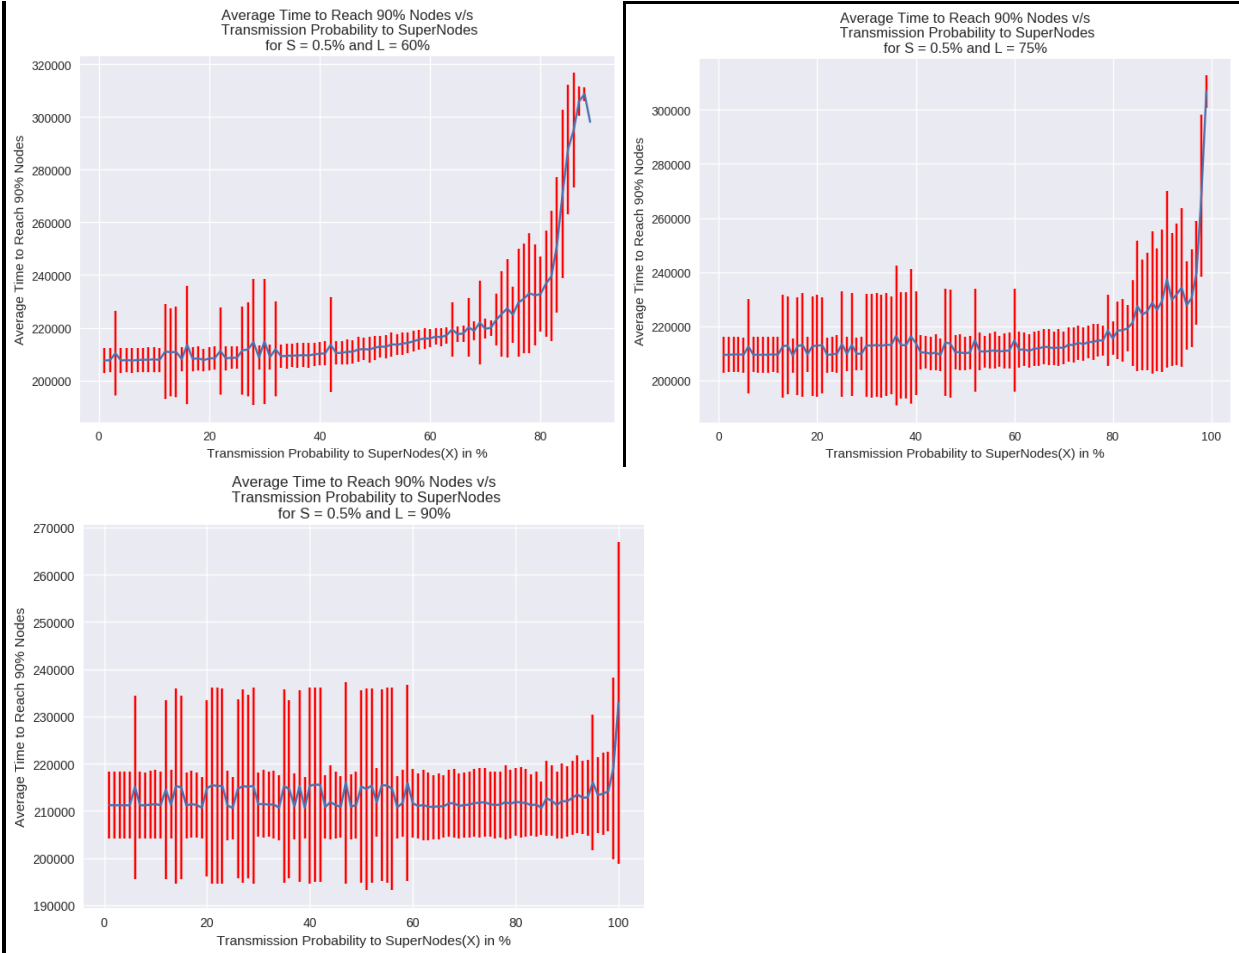 Average Time to Reach 90% Nodes v/s
Transmission Probability to SuperNodes
for S = 0.5% and L = 60%
320000
300000
280000
260000
240000
220000
200000
Average Time to Reach 90% Nodes
0 20 40 60 80
Transmission Probability to SuperNodes(X) in %
Average Time to Reach 90% Nodes v/s
Transmission Probability to SuperNodes
for S = 0.5% and L = 75%
300000
280000
260000
240000
220000
200000
Average Time to Reach 90% Nodes
0 20 40 60 80 100
Transmission Probability to SuperNodes(X) in %
Average Time to Reach 90% Nodes v/s
Transmission Probability to SuperNodes
for S = 0.5% and L = 90%
270000
260000
250000
240000
230000
220000
210000
200000
190000
Average Time to Reach 90% Nodes
0 20 40 60 80 100
Transmission Probability to SuperNodes(X) in %